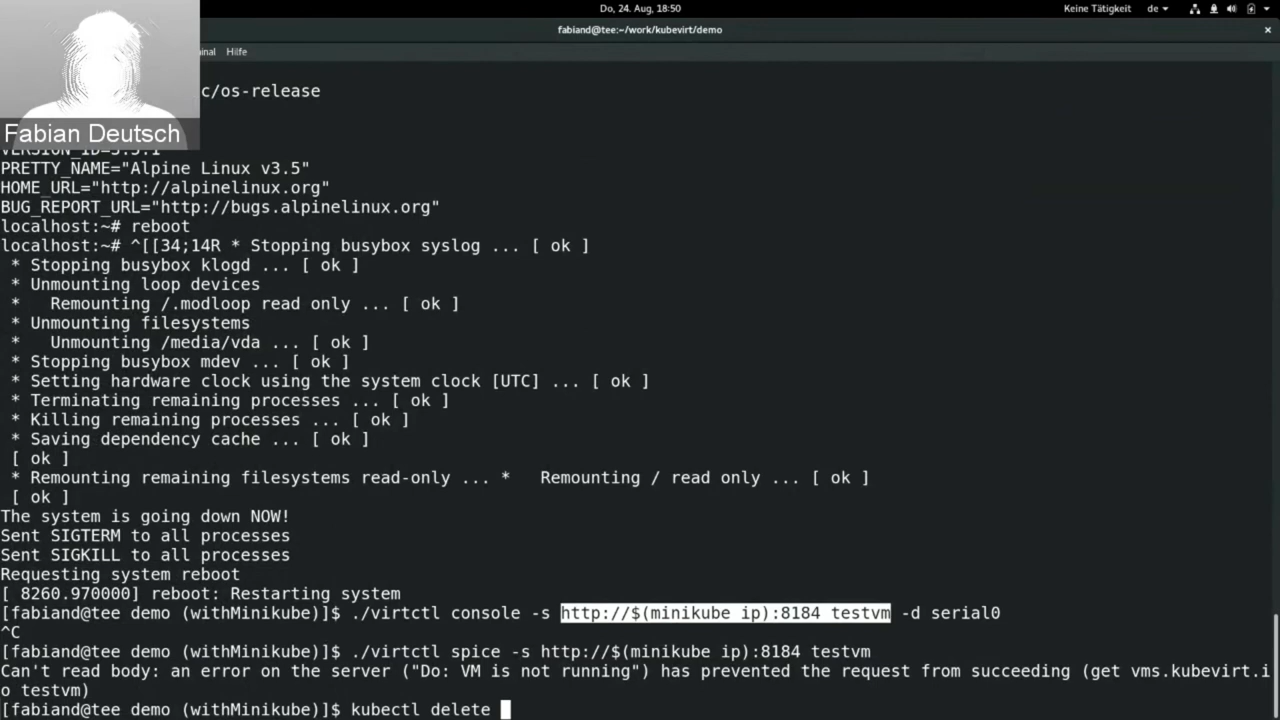 Do, 24. Aug, 18:50
Keine Tätigkeit de
fabiand@tee:~/work/kubevirt/demo
inal Hilfe
c/os-release
Fabian Deutsch
VERSION_ID=3.5.1
PRETTY_NAME="Alpine Linux v3.5"
HOME_URL="http://alpinelinux.org"
BUG_REPORT_URL="http://bugs.alpinelinux.org"
localhost:~# reboot
localhost:~# ^[[34;14R * Stopping busybox syslog ... [ ok ]
* Stopping busybox klogd ... [ ok ]
* Unmounting loop devices
*   Remounting /.modloop read only ... [ ok ]
* Unmounting filesystems
*   Unmounting /media/vda ... [ ok ]
* Stopping busybox mdev ... [ ok ]
* Setting hardware clock using the system clock [UTC] ... [ ok ]
* Terminating remaining processes ... [ ok ]
* Killing remaining processes ... [ ok ]
* Saving dependency cache ... [ ok ]
[ ok ]
* Remounting remaining filesystems read-only ... *   Remounting / read only ... [ ok ]
[ ok ]
The system is going down NOW!
Sent SIGTERM to all processes
Sent SIGKILL to all processes
Requesting system reboot
[ 8260.970000] reboot: Restarting system
[fabiand@tee demo (withMinikube)]$ ./virtctl console -s http://$(minikube ip):8184 testvm -d serial0
^C
[fabiand@tee demo (withMinikube)]$ ./virtctl spice -s http://$(minikube ip):8184 testvm
Can't read body: an error on the server ("Do: VM is not running") has prevented the request from succeeding (get vms.kubevirt.i
o testvm)
[fabiand@tee demo (withMinikube)]$ kubectl delete